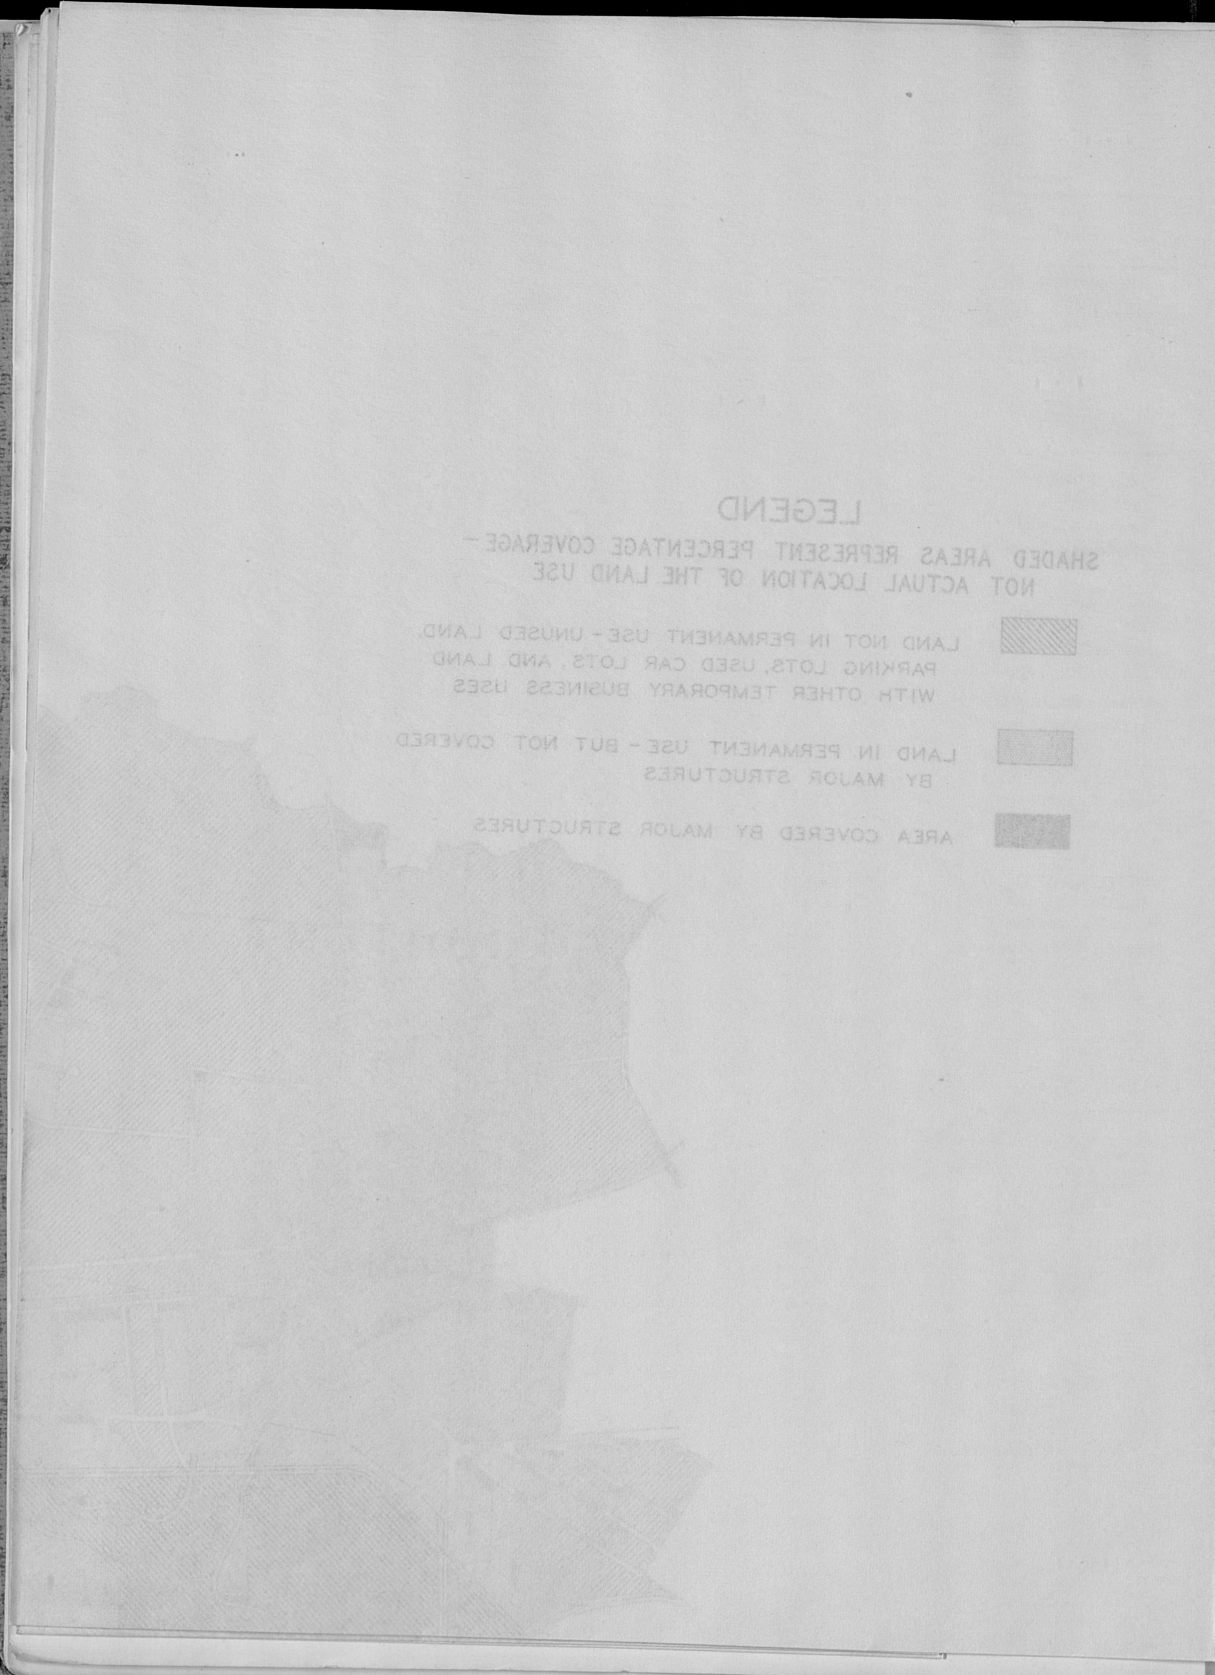 LEGEND
SHADED AREAS REPRESENT PERCENTAGE COVERAGE—
NOT ACTUAL LOCATION OF THE LAND USE
LAND NOT IN PERMANENT USE - UNUSED LAND,
PARKING LOTS, USED CAR LOTS, AND LAND
WITH OTHER TEMPORARY BUSINESS USES
LAND IN PERMANENT USE - BUT NOT COVERED
BY MAJOR STRUCTURES
AREA COVERED BY MAJOR STRUCTURES